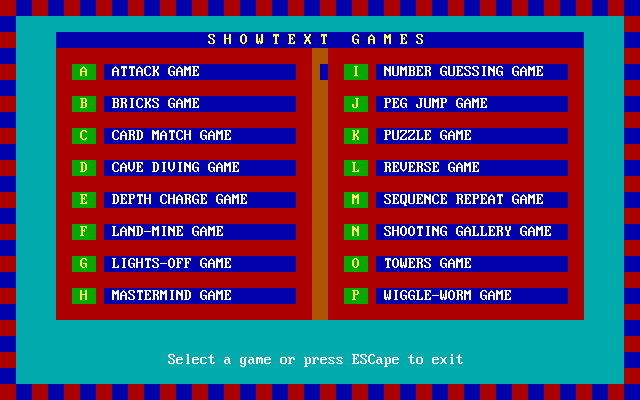 SHOWTEXT GAMES
A ATTACK GAME
B BRICKS GAME
C CARD MATCH GAME
D CAVE DIVING GAME
E DEPTH CHARGE GAME
F LAND-MINE GAME
G LIGHTS-OFF GAME
H MASTERMIND GAME
I NUMBER GUESSING GAME
J PEG JUMP GAME
K PUZZLE GAME
L REVERSE GAME
M SEQUENCE REPEAT GAME
N SHOOTING GALLERY GAME
O TOWERS GAME
P WIGGLE-WORM GAME
Select a game or press ESCape to exit